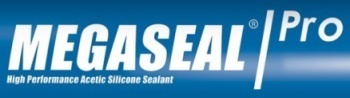 MEGASEAL® Pro
High Performance Acetic Silicone Sealant